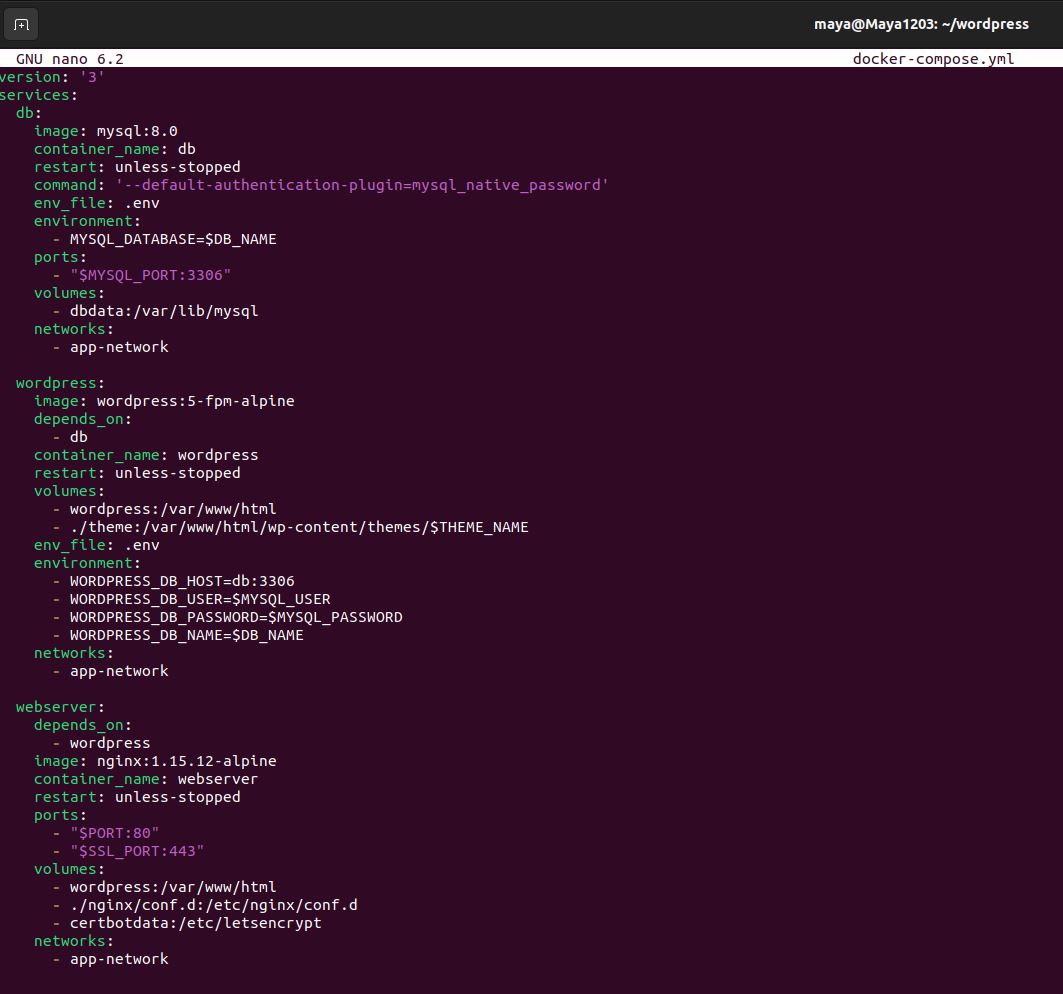 maya@Maya1203: ~/wordpress
GNU nano 6.2 docker-compose.yml
version: '3'
services:
  db:
    image: mysql:8.0
    container_name: db
    restart: unless-stopped
    command: '--default-authentication-plugin=mysql_native_password'
    env_file: .env
    environment:
      - MYSQL_DATABASE=$DB_NAME
    ports:
      - "$MYSQL_PORT:3306"
    volumes:
      - dbdata:/var/lib/mysql
    networks:
      - app-network

  wordpress:
    image: wordpress:5-fpm-alpine
    depends_on:
      - db
    container_name: wordpress
    restart: unless-stopped
    volumes:
      - wordpress:/var/www/html
      - ./theme:/var/www/html/wp-content/themes/$THEME_NAME
    env_file: .env
    environment:
      - WORDPRESS_DB_HOST=db:3306
      - WORDPRESS_DB_USER=$MYSQL_USER
      - WORDPRESS_DB_PASSWORD=$MYSQL_PASSWORD
      - WORDPRESS_DB_NAME=$DB_NAME
    networks:
      - app-network

  webserver:
    depends_on:
      - wordpress
    image: nginx:1.15.12-alpine
    container_name: webserver
    restart: unless-stopped
    ports:
      - "$PORT:80"
      - "$SSL_PORT:443"
    volumes:
      - wordpress:/var/www/html
      - ./nginx/conf.d:/etc/nginx/conf.d
      - certbotdata:/etc/letsencrypt
    networks:
      - app-network